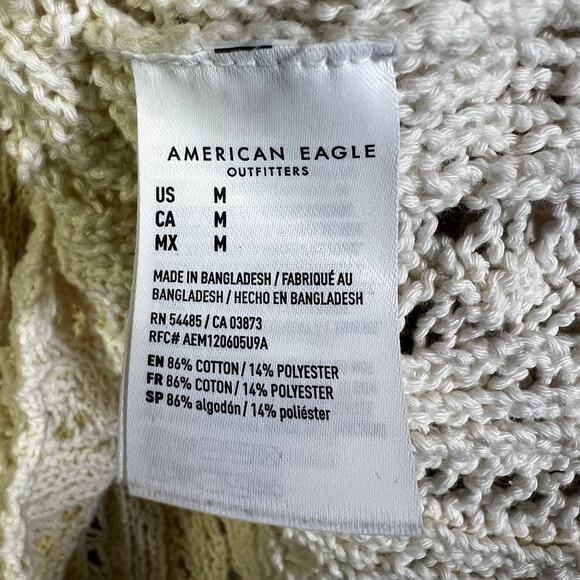 AMERICAN EAGLE
OUTFITTERS
US M
CA M
MX M
MADE IN BANGLADESH / FABRIQUÉ AU
BANGLADESH / HECHO EN BANGLADESH
RN 54485 / CA 03873
RFC# AEM120605U9A
EN 86% COTTON / 14% POLYESTER
FR 86% COTON / 14% POLYESTER
SP 86% algodón / 14% poliéster